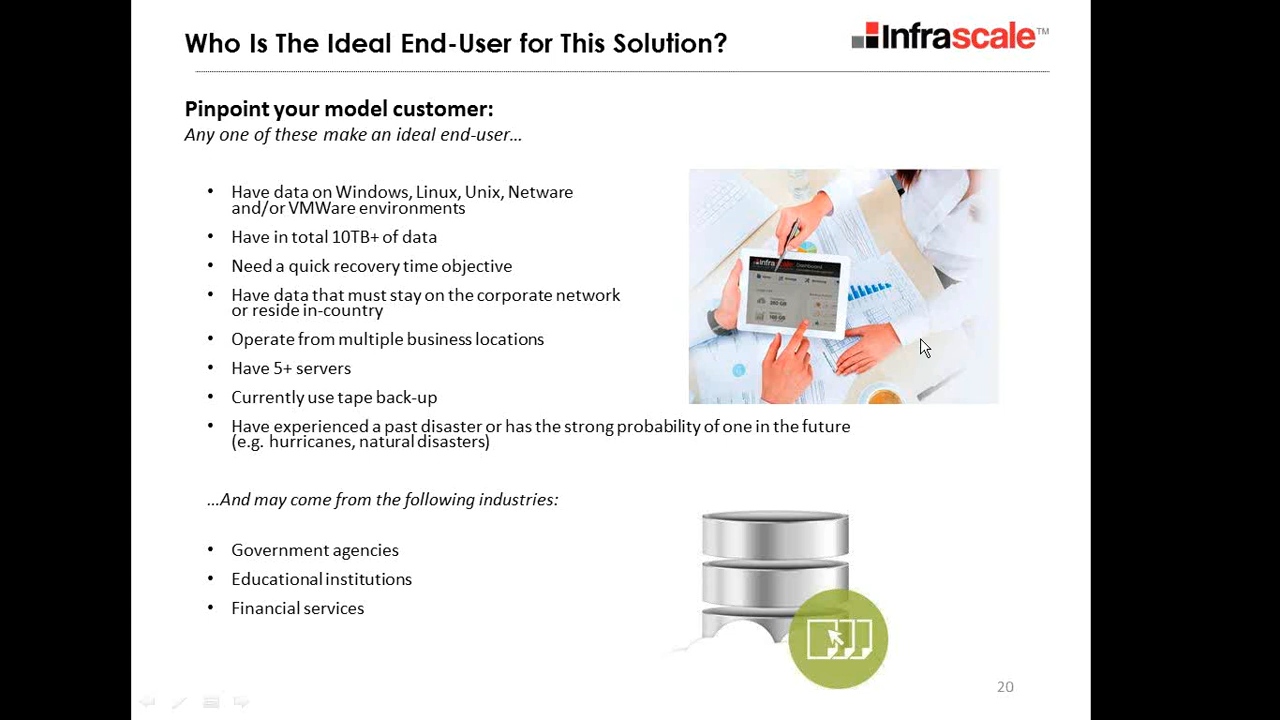 Who Is The Ideal End-User for This Solution?
Infrascale™
Pinpoint your model customer:
Any one of these make an ideal end-user…
• Have data on Windows, Linux, Unix, Netware
and/or VMWare environments
• Have in total 10TB+ of data
• Need a quick recovery time objective
• Have data that must stay on the corporate network
or reside in-country
• Operate from multiple business locations
• Have 5+ servers
• Currently use tape back-up
• Have experienced a past disaster or has the strong probability of one in the future
(e.g. hurricanes, natural disasters)
…And may come from the following industries:
• Government agencies
• Educational institutions
• Financial services
Infrascale Dashboard
20